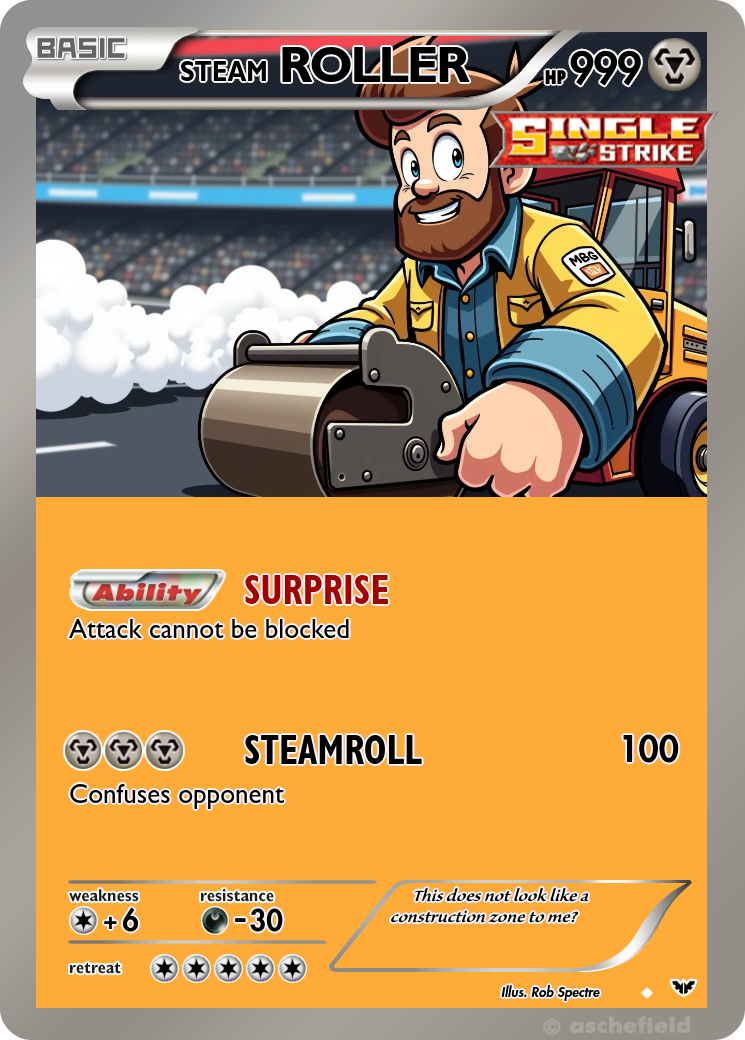 BASIC
STEAM ROLLER
HP 999
SINGLE
STRIKE
MBG
Ability SURPRISE
Attack cannot be blocked
STEAMROLL 100
Confuses opponent
weakness resistance
+6 -30
This does not look like a
construction zone to me?
retreat
Illus. Rob Spectre
© aschefield